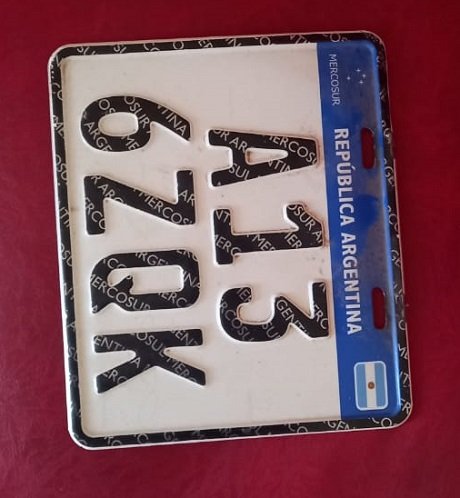 MERCOSUR
REPÚBLICA ARGENTINA
A13
6ZQK